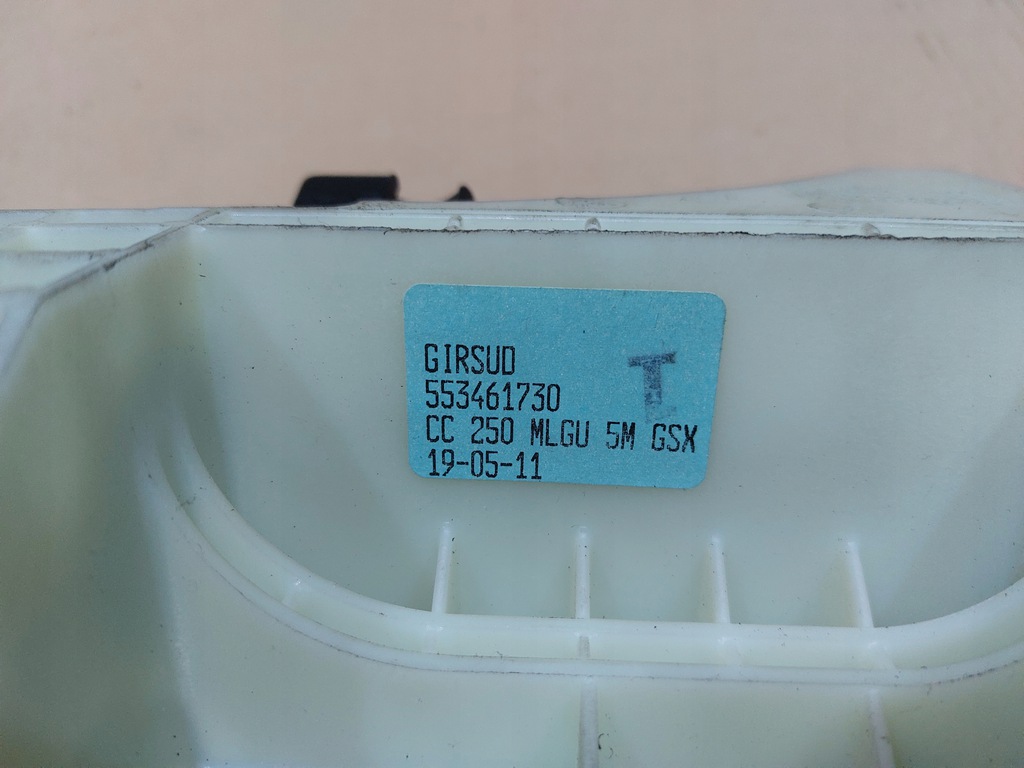 GIRSUD
T
553461730
CC 250 MLGU 5M GSX
19-05-11